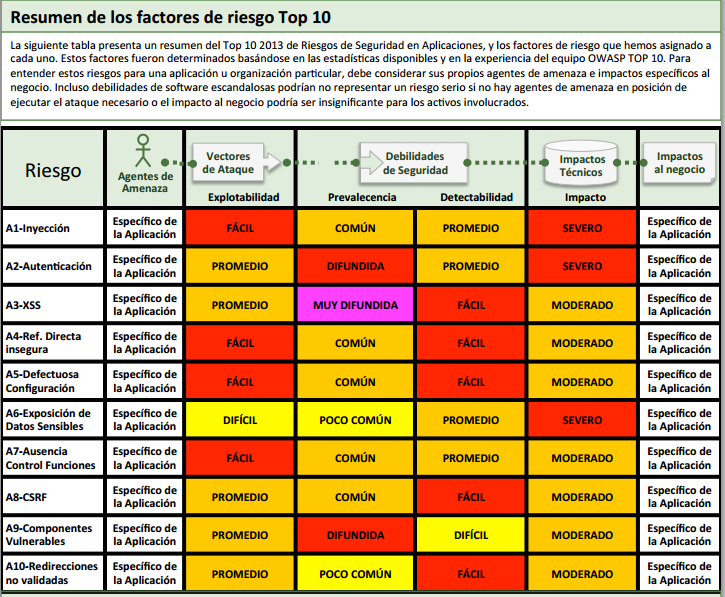 Resumen de los factores de riesgo Top 10
La siguiente tabla presenta un resumen del Top 10 2013 de Riesgos de Seguridad en Aplicaciones, y los factores de riesgo que hemos asignado a
cada uno. Estos factores fueron determinados basándose en las estadísticas disponibles y en la experiencia del equipo OWASP TOP 10. Para
entender estos riesgos para una aplicación u organización particular, debe considerar sus propios agentes de amenaza e impactos específicos al
negocio. Incluso debilidades de software escandalosas podrían no representar un riesgo serio si no hay agentes de amenaza en posición de
ejecutar el ataque necesario o el impacto al negocio podría ser insignificante para los activos involucrados.
Riesgo
Agentes de
Amenaza
Vectores
de Ataque
Explotabilidad
Debilidades
de Seguridad
Prevalecencia
Detectabilidad
Impactos
Técnicos
Impacto
Impactos
al negocio
A1-Inyección
Específico de
la Aplicación
FÁCIL
COMÚN
PROMEDIO
SEVERO
Específico de
la Aplicación
A2-Autenticación
Específico de
la Aplicación
PROMEDIO
DIFUNDIDA
PROMEDIO
SEVERO
Específico de
la Aplicación
A3-XSS
Específico de
la Aplicación
PROMEDIO
MUY DIFUNDIDA
FÁCIL
MODERADO
Específico de
la Aplicación
A4-Ref. Directa
insegura
Específico de
la Aplicación
FÁCIL
COMÚN
FÁCIL
MODERADO
Específico de
la Aplicación
A5-Defectuosa
Configuración
Específico de
la Aplicación
FÁCIL
COMÚN
FÁCIL
MODERADO
Específico de
la Aplicación
A6-Exposición de
Datos Sensibles
Específico de
la Aplicación
DIFÍCIL
POCO COMÚN
PROMEDIO
SEVERO
Específico de
la Aplicación
A7-Ausencia
Control Funciones
Específico de
la Aplicación
FÁCIL
COMÚN
PROMEDIO
MODERADO
Específico de
la Aplicación
A8-CSRF
Específico de
la Aplicación
PROMEDIO
COMÚN
FÁCIL
MODERADO
Específico de
la Aplicación
A9-Componentes
Vulnerables
Específico de
la Aplicación
PROMEDIO
DIFUNDIDA
DIFÍCIL
MODERADO
Específico de
la Aplicación
A10-Redirecciones
no validadas
Específico de
la Aplicación
PROMEDIO
POCO COMÚN
FÁCIL
MODERADO
Específico de
la Aplicación